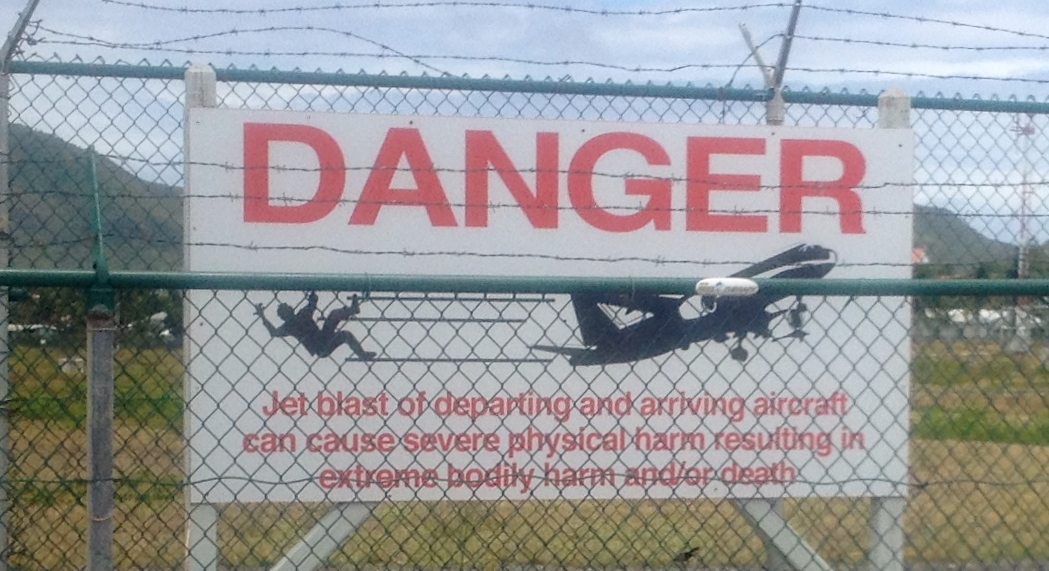 DANGER
Jet blast of departing and arriving aircraft
can cause severe physical harm resulting in
extreme bodily harm and/or death